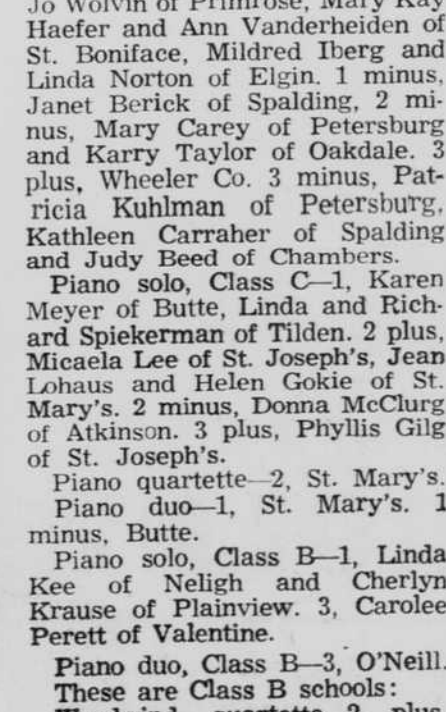 Jo Wolvin of Primrose, Mary Kay
Haefer and Ann Vanderheiden of
St. Boniface, Mildred Iberg and
Linda Norton of Elgin. 1 minus,
Janet Berick of Spalding, 2 mi-
nus, Mary Carey of Petersburg
and Karry Taylor of Oakdale. 3
plus, Wheeler Co. 3 minus, Pat-
ricia Kuhlman of Petersburg,
Kathleen Carraher of Spalding
and Judy Beed of Chambers.
Piano solo, Class C—1, Karen
Meyer of Butte, Linda and Rich-
ard Spiekerman of Tilden. 2 plus,
Micaela Lee of St. Joseph's, Jean
Lohaus and Helen Gokie of St.
Mary's. 2 minus, Donna McClurg
of Atkinson. 3 plus, Phyllis Gilg
of St. Joseph's.
Piano quartette—2, St. Mary's.
Piano duo—1, St. Mary's. 1
minus, Butte.
Piano solo, Class B—1, Linda
Kee of Neligh and Cherlyn
Krause of Plainview. 3, Carolee
Perett of Valentine.
Piano duo, Class B—3, O'Neill.
These are Class B schools:
quartette 2 plus,